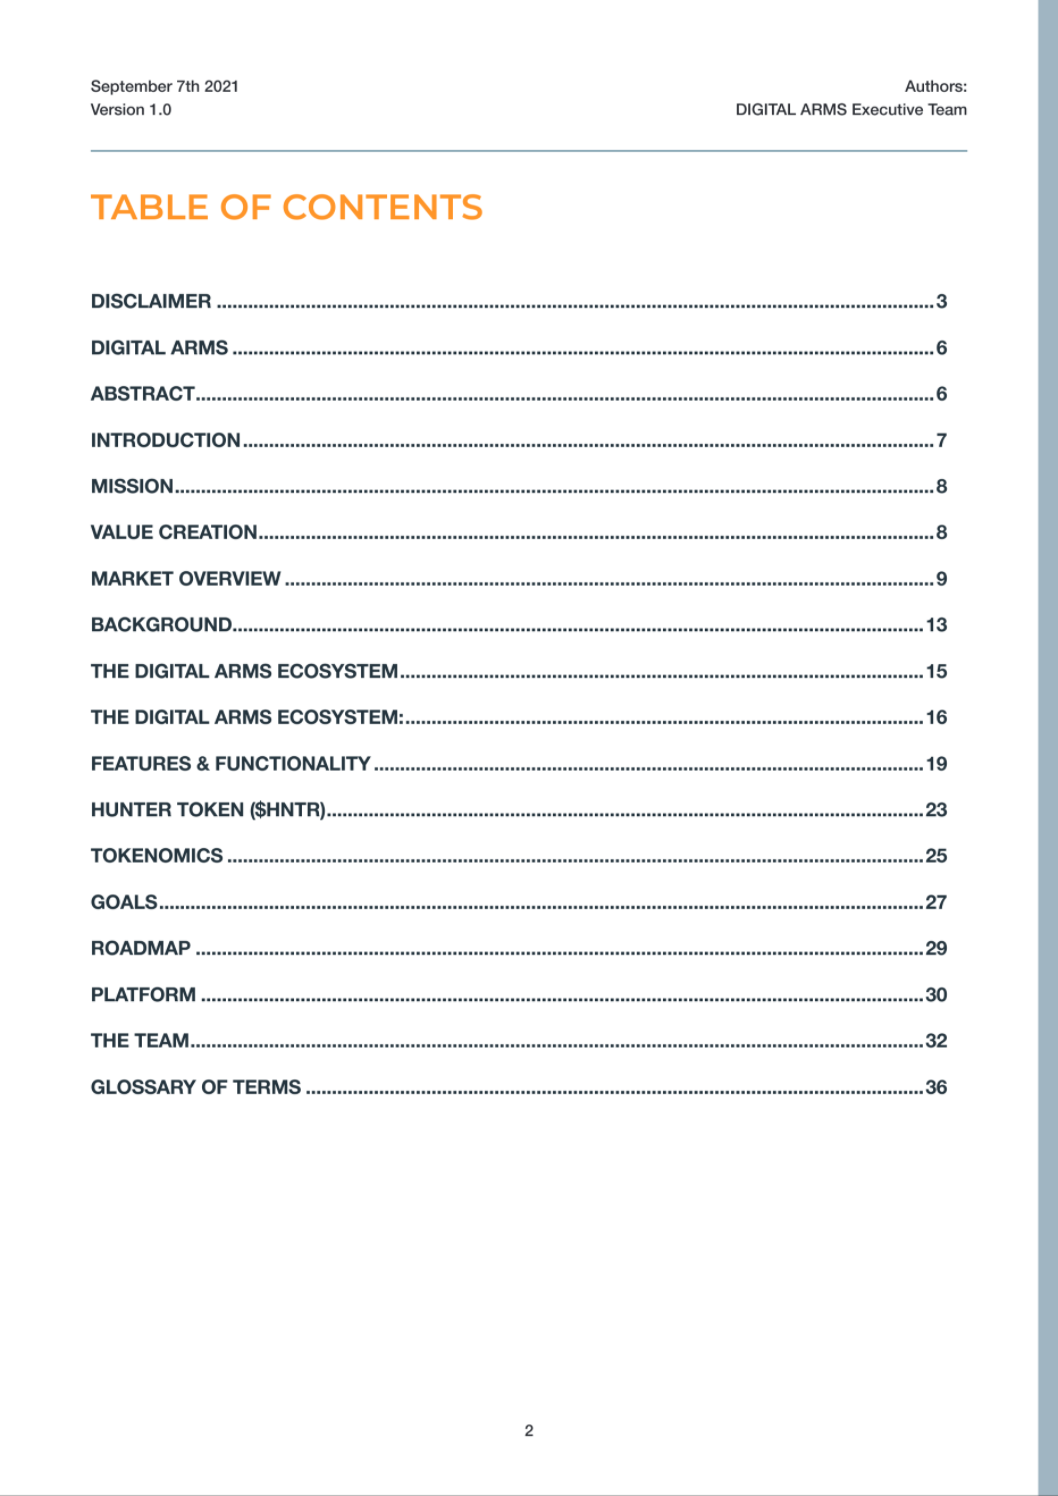 September 7th 2021
Authors:
Version 1.0
DIGITAL ARMS Executive Team
TABLE OF CONTENTS
DISCLAIMER ........................................................................................................................................ 3
DIGITAL ARMS ..................................................................................................................................... 6
ABSTRACT............................................................................................................................................ 6
INTRODUCTION................................................................................................................................... 7
MISSION................................................................................................................................................ 8
VALUE CREATION................................................................................................................................ 8
MARKET OVERVIEW ........................................................................................................................... 9
BACKGROUND................................................................................................................................... 13
THE DIGITAL ARMS ECOSYSTEM.................................................................................................... 15
THE DIGITAL ARMS ECOSYSTEM:................................................................................................... 16
FEATURES & FUNCTIONALITY ......................................................................................................... 19
HUNTER TOKEN ($HNTR).................................................................................................................. 23
TOKENOMICS ..................................................................................................................................... 25
GOALS................................................................................................................................................. 27
ROADMAP ........................................................................................................................................... 29
PLATFORM .......................................................................................................................................... 30
THE TEAM............................................................................................................................................ 32
GLOSSARY OF TERMS ...................................................................................................................... 36
2